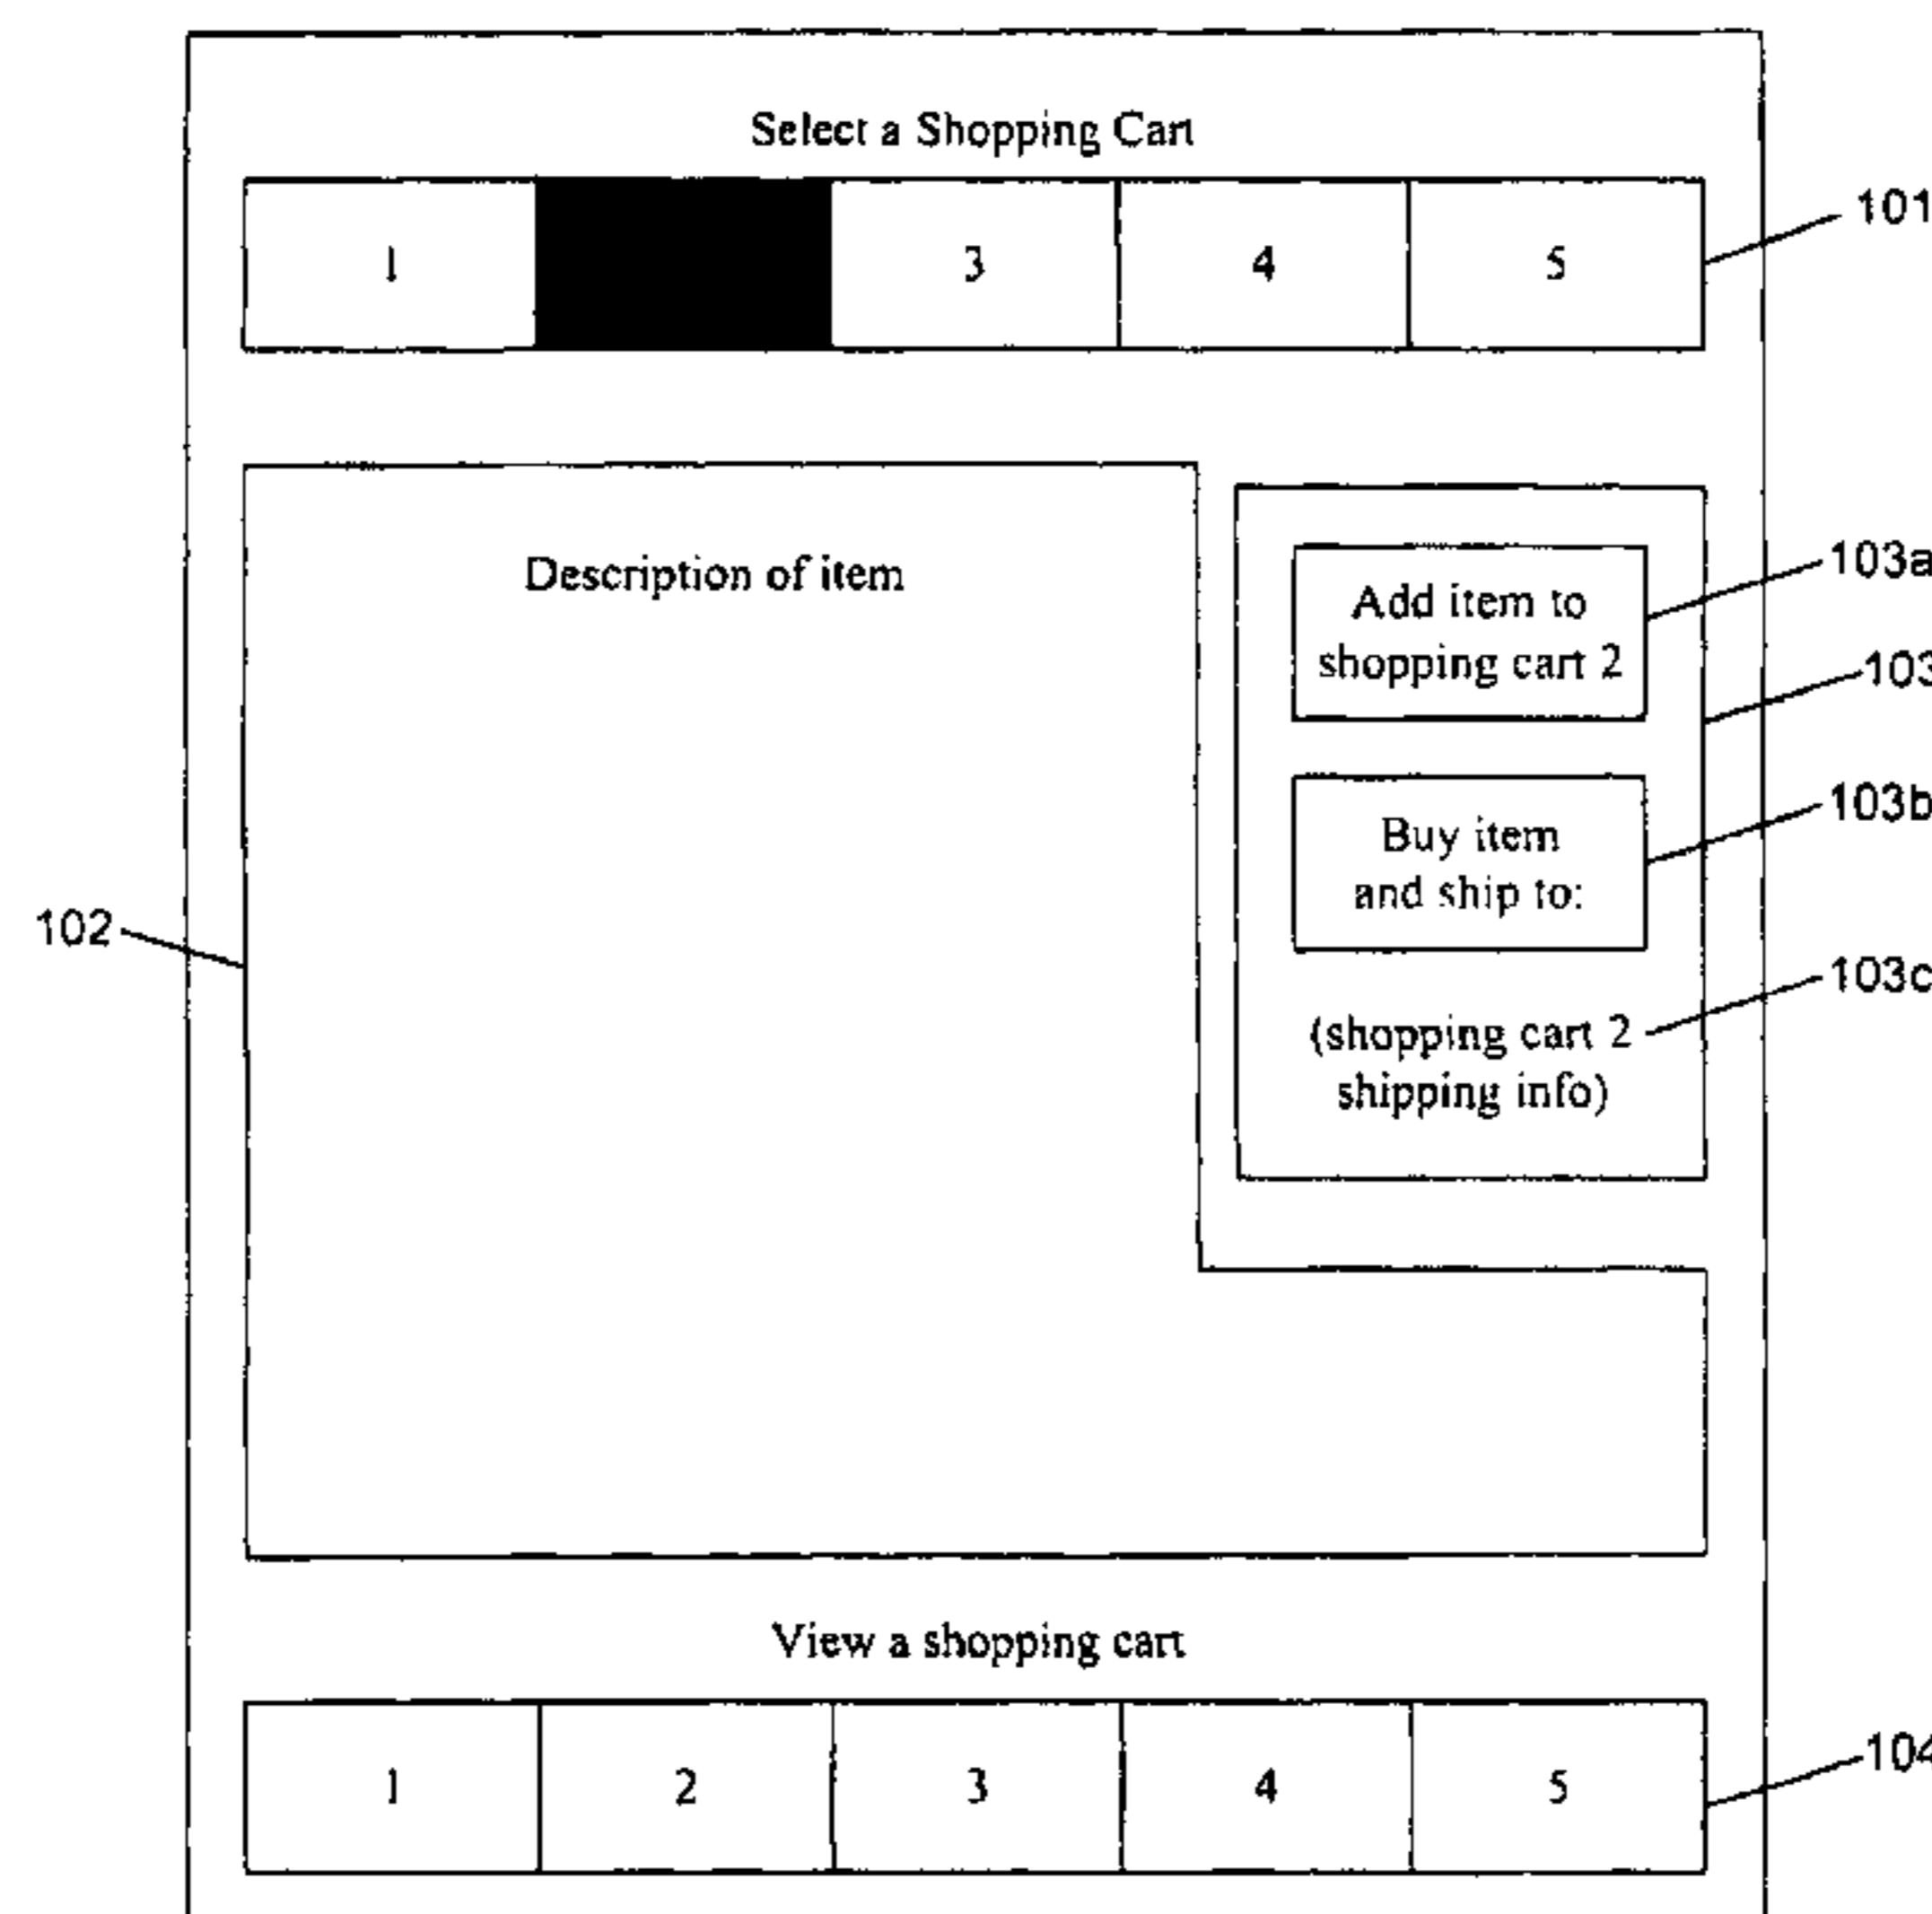 Select a Shopping Cart
1 3 4 5
101
Description of item
Add item to
shopping cart 2
103a
103
Buy item
and ship to:
103b
102
103c
(shopping cart 2
shipping info)
View a shopping cart
1 2 3 4 5
104